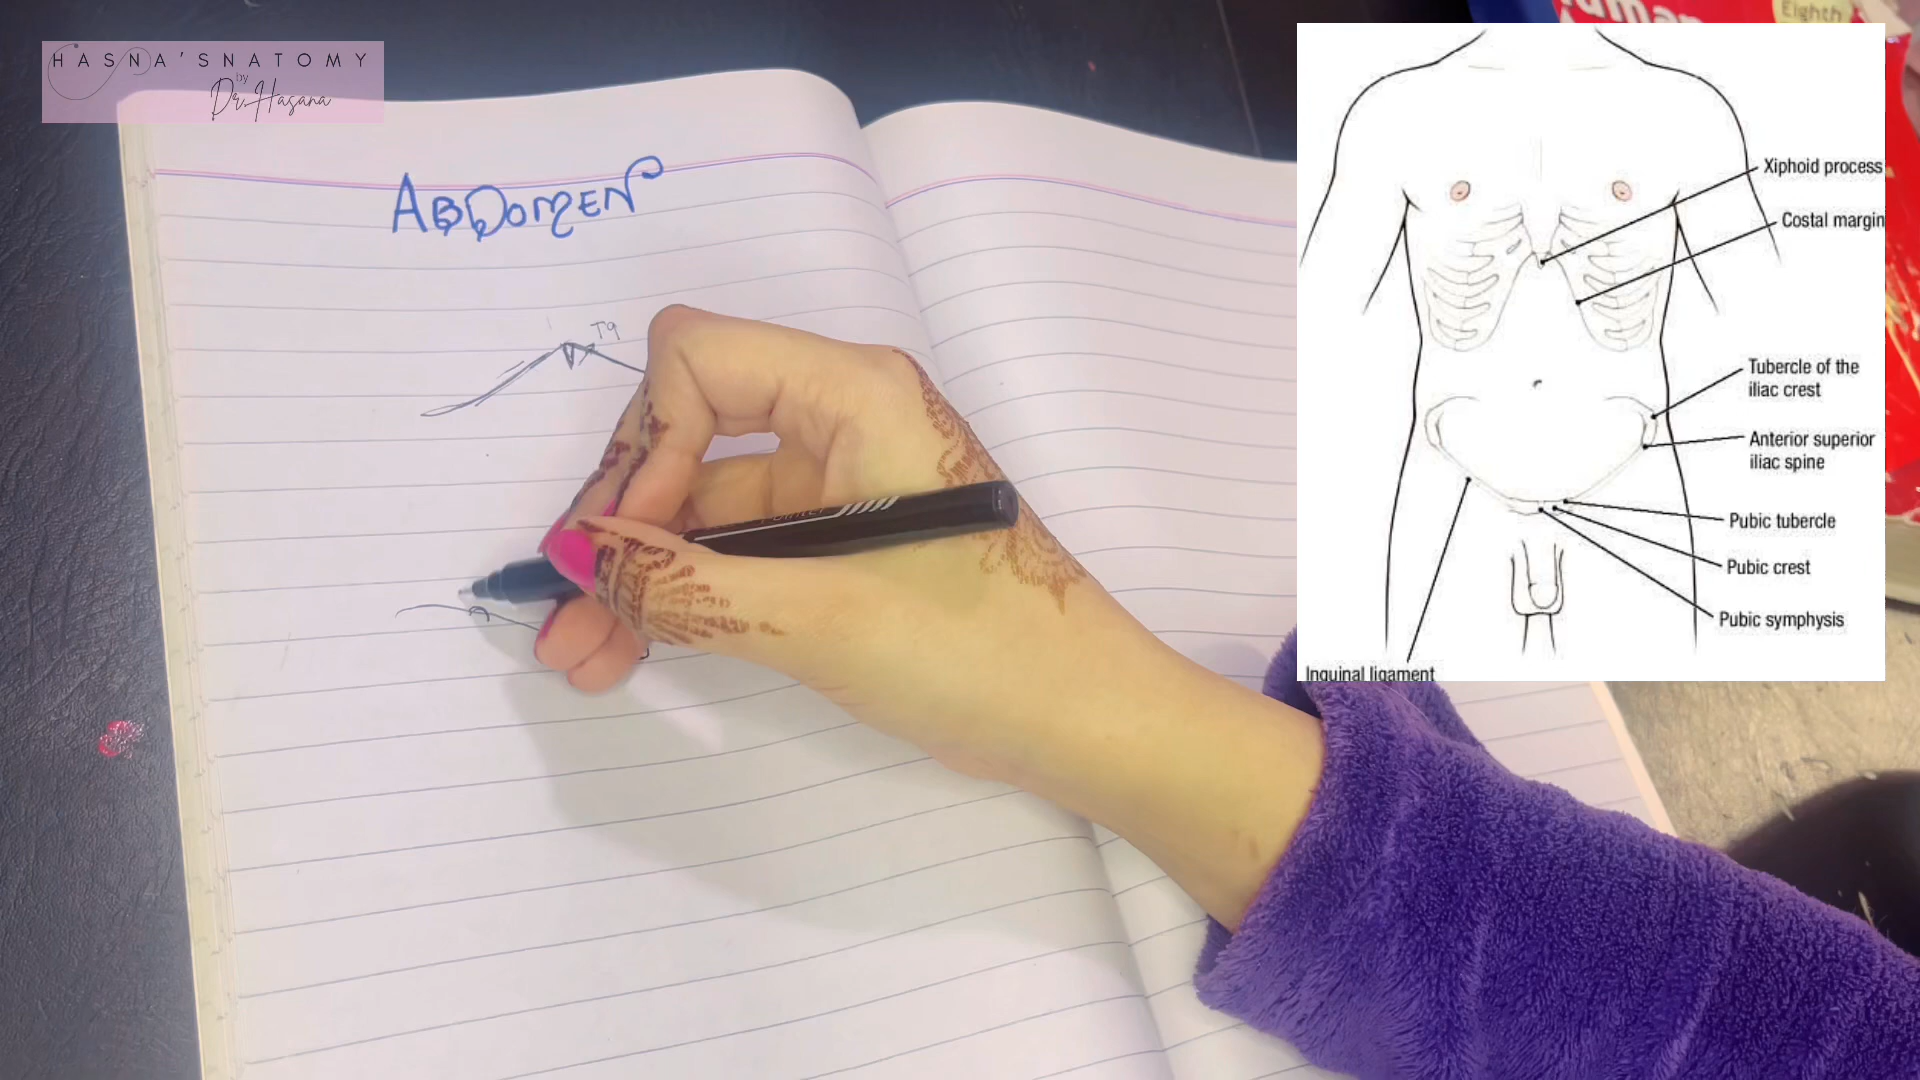 HASNA'SNATOMY
by
Dr.Hasana
ABDOMEN
T9
Eighth
Xiphoid process
Costal margin
Tubercle of the
iliac crest
Anterior superior
iliac spine
Pubic tubercle
Pubic crest
Pubic symphysis
Inguinal ligament